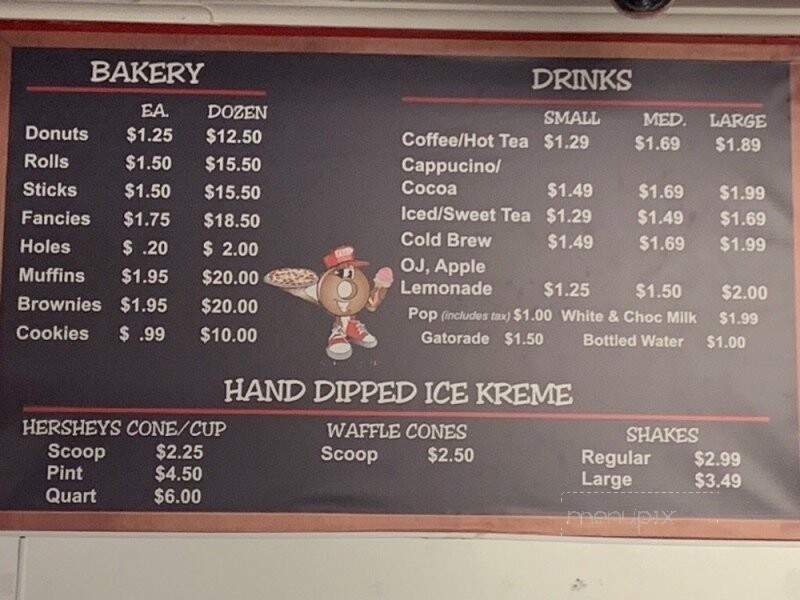 BAKERY
EA. DOZEN
Donuts $1.25 $12.50
Rolls $1.50 $15.50
Sticks $1.50 $15.50
Fancies $1.75 $18.50
Holes $ .20 $ 2.00
Muffins $1.95 $20.00
Brownies $1.95 $20.00
Cookies $ .99 $10.00
DRINKS
SMALL MED. LARGE
Coffee/Hot Tea $1.29 $1.69 $1.89
Cappucino/
Cocoa $1.49 $1.69 $1.99
Iced/Sweet Tea $1.29 $1.49 $1.69
Cold Brew $1.49 $1.69 $1.99
OJ, Apple
Lemonade $1.25 $1.50 $2.00
Pop (includes tax) $1.00 White & Choc Milk $1.99
Gatorade $1.50 Bottled Water $1.00
HAND DIPPED ICE KREME
HERSHEYS CONE/CUP
Scoop $2.25
Pint $4.50
Quart $6.00
WAFFLE CONES
Scoop $2.50
SHAKES
Regular $2.99
Large $3.49
menupix